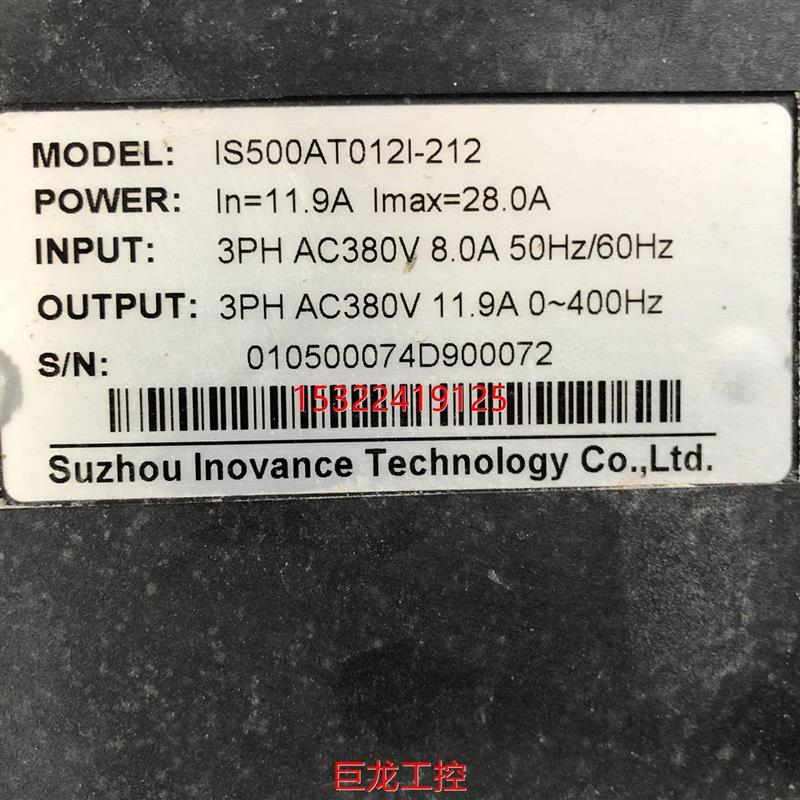 MODEL: IS500AT012I-212
POWER: In=11.9A Imax=28.0A
INPUT: 3PH AC380V 8.0A 50Hz/60Hz
OUTPUT: 3PH AC380V 11.9A 0~400Hz
S/N: 010500074D900072
15322419125
Suzhou Inovance Technology Co.,Ltd.
巨龙工控